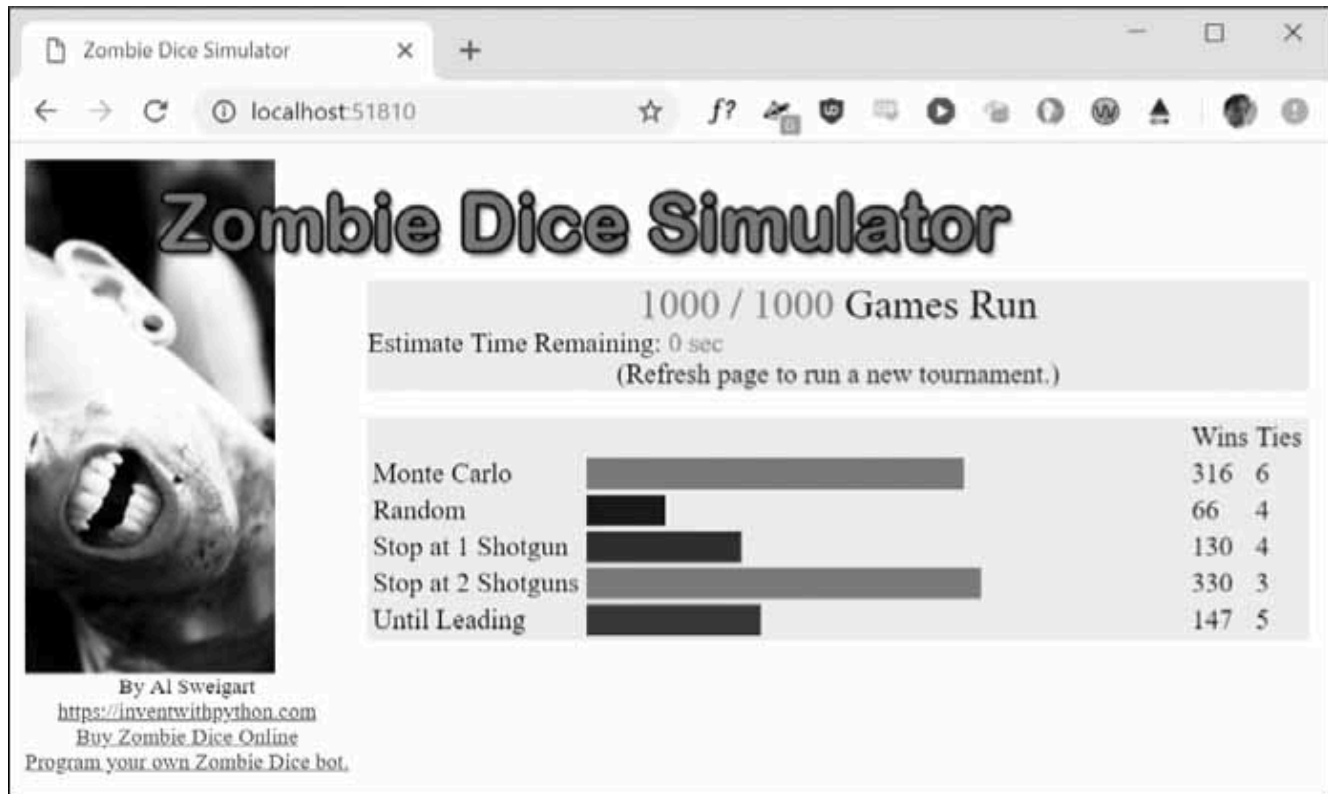 Zombie Dice Simulator
localhost:51810
f?
Zombie Dice Simulator
1000 / 1000 Games Run
Estimate Time Remaining: 0 sec
(Refresh page to run a new tournament.)
Wins Ties
Monte Carlo 316 6
Random 66 4
Stop at 1 Shotgun 130 4
Stop at 2 Shotguns 330 3
Until Leading 147 5
By Al Sweigart
https://inventwithpython.com
Buy Zombie Dice Online
Program your own Zombie Dice bot.